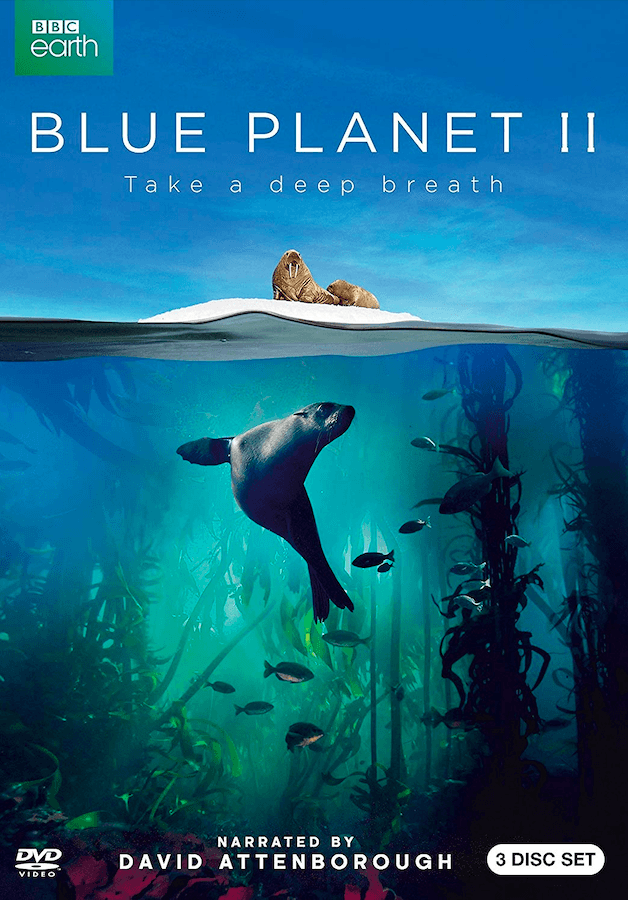 BBC
earth
BLUE PLANET II
Take a deep breath
NARRATED BY
DAVID ATTENBOROUGH
DVD
VIDEO
3 DISC SET